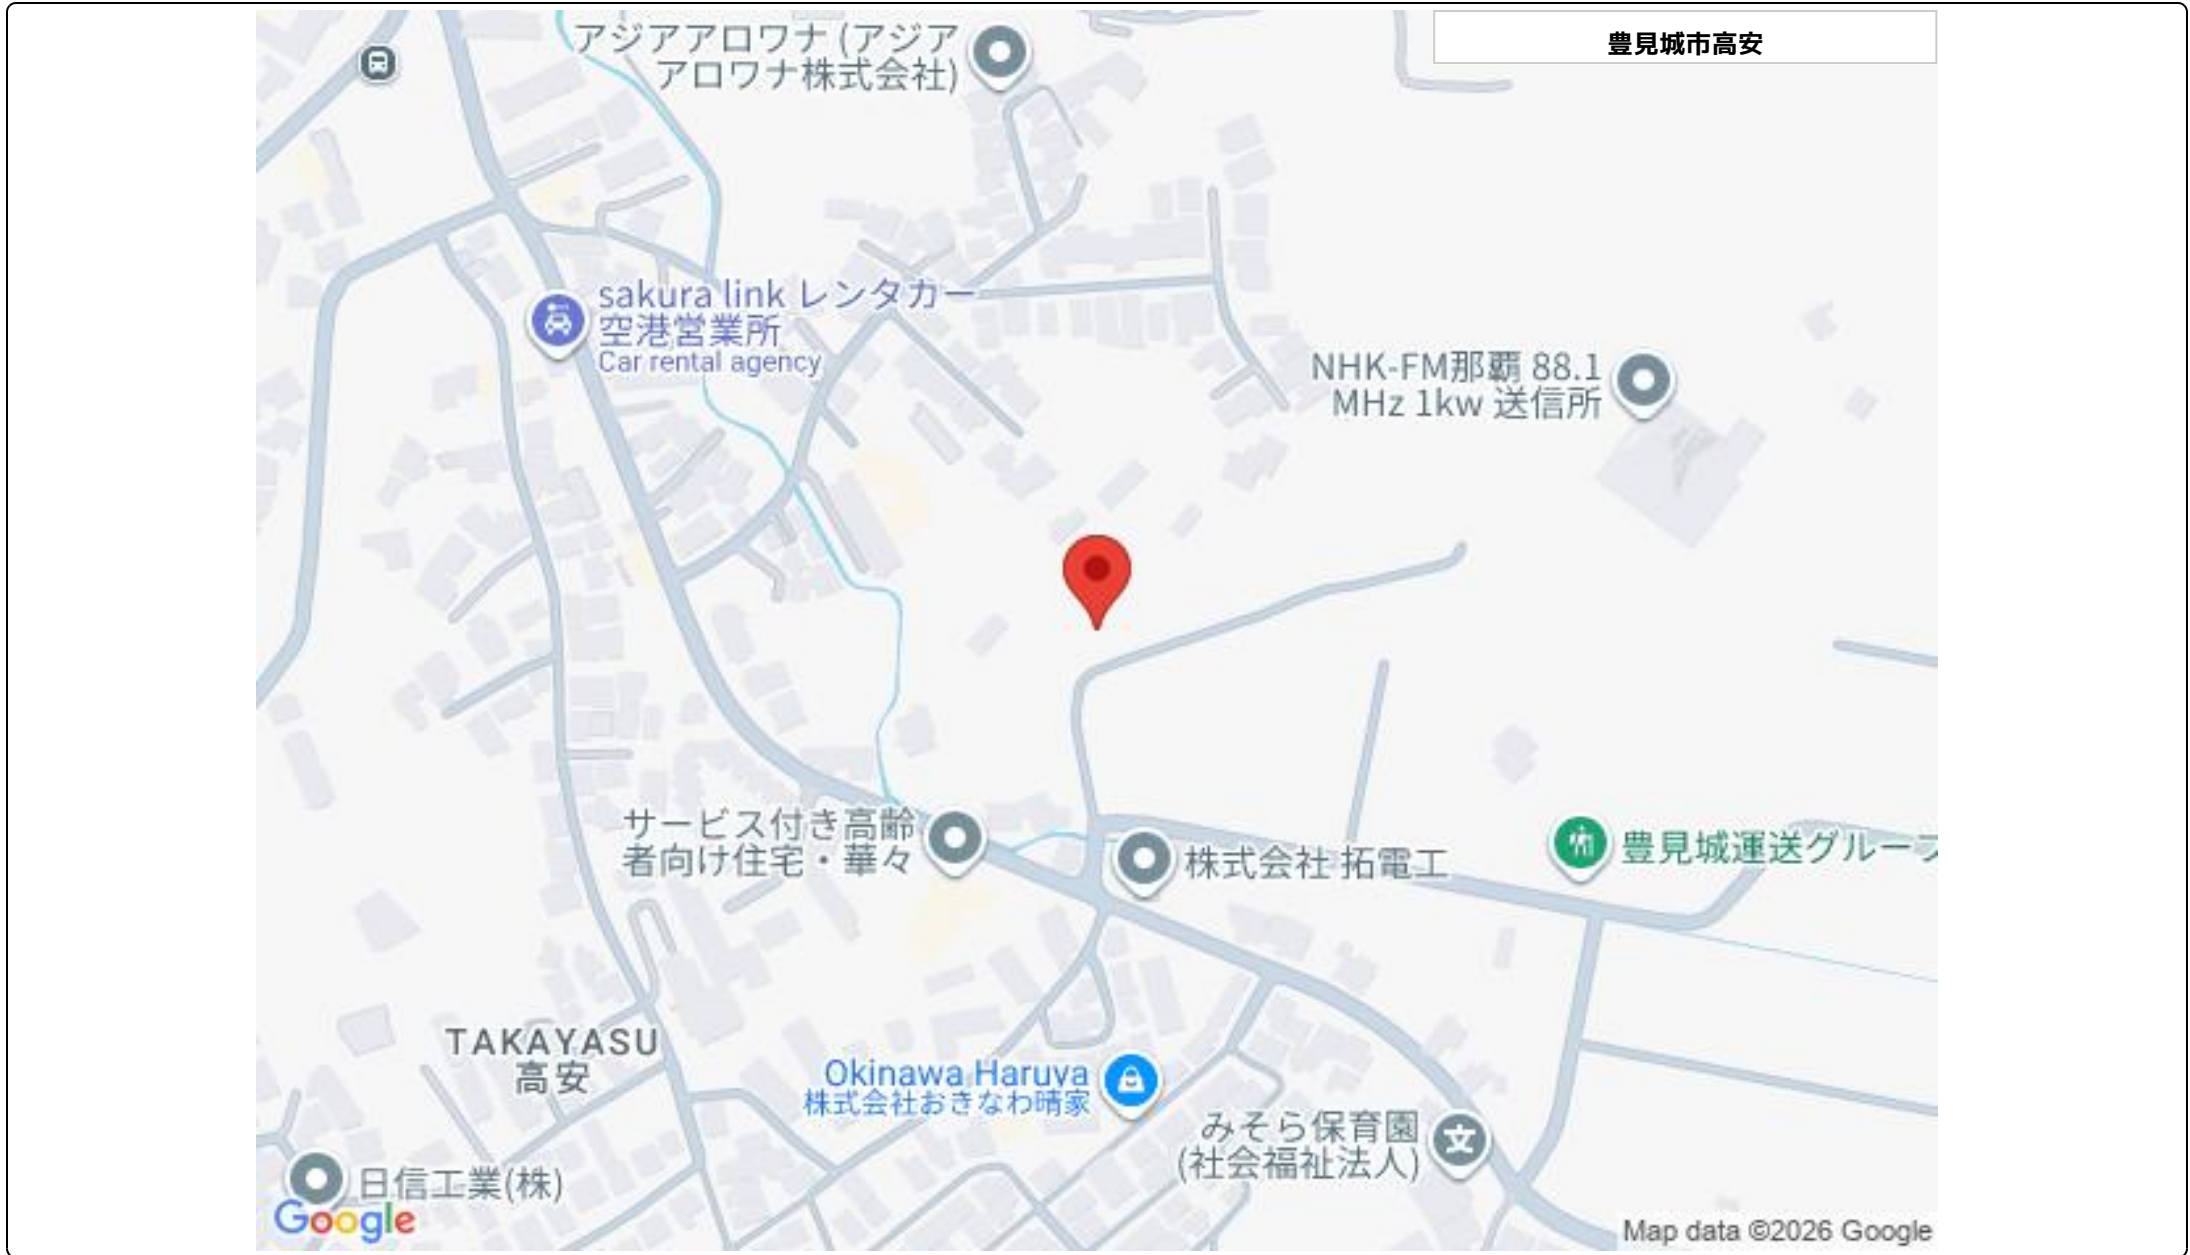 豊見城市高安
アジアアロワナ (アジア
アロワナ株式会社)
sakura link レンタカー
空港営業所
Car rental agency
NHK-FM那覇 88.1
MHz 1kw 送信所
サービス付き高齢
者向け住宅・華々
株式会社 拓電工
豊見城運送グループ
TAKAYASU
高安
Okinawa Haruya
株式会社おきなわ晴家
みそら保育園
(社会福祉法人)
日信工業(株)
Google
Map data ©2026 Google